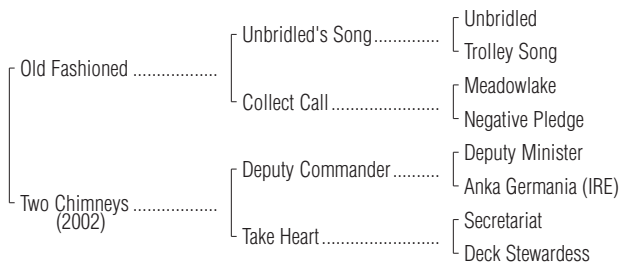 Unbridled
Unbridled's Song..............
Trolley Song
Old Fashioned ..................
Meadowlake
Collect Call.......................
Negative Pledge
Deputy Minister
Deputy Commander..........
Anka Germania (IRE)
Two Chimneys ..................
(2002)
Secretariat
Take Heart.........................
Deck Stewardess